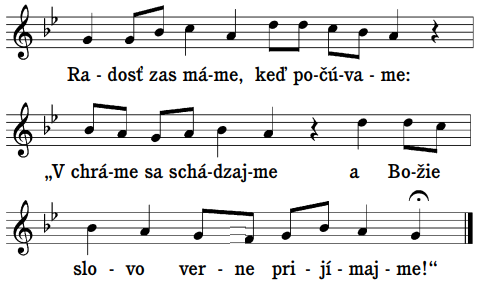 Ra - dosť zas má-me, keď po-čú-va - me:
„V chrá-me sa schá-dzaj-me a Bo-žie
slo - vo ver - ne pri - jí - maj - me!“